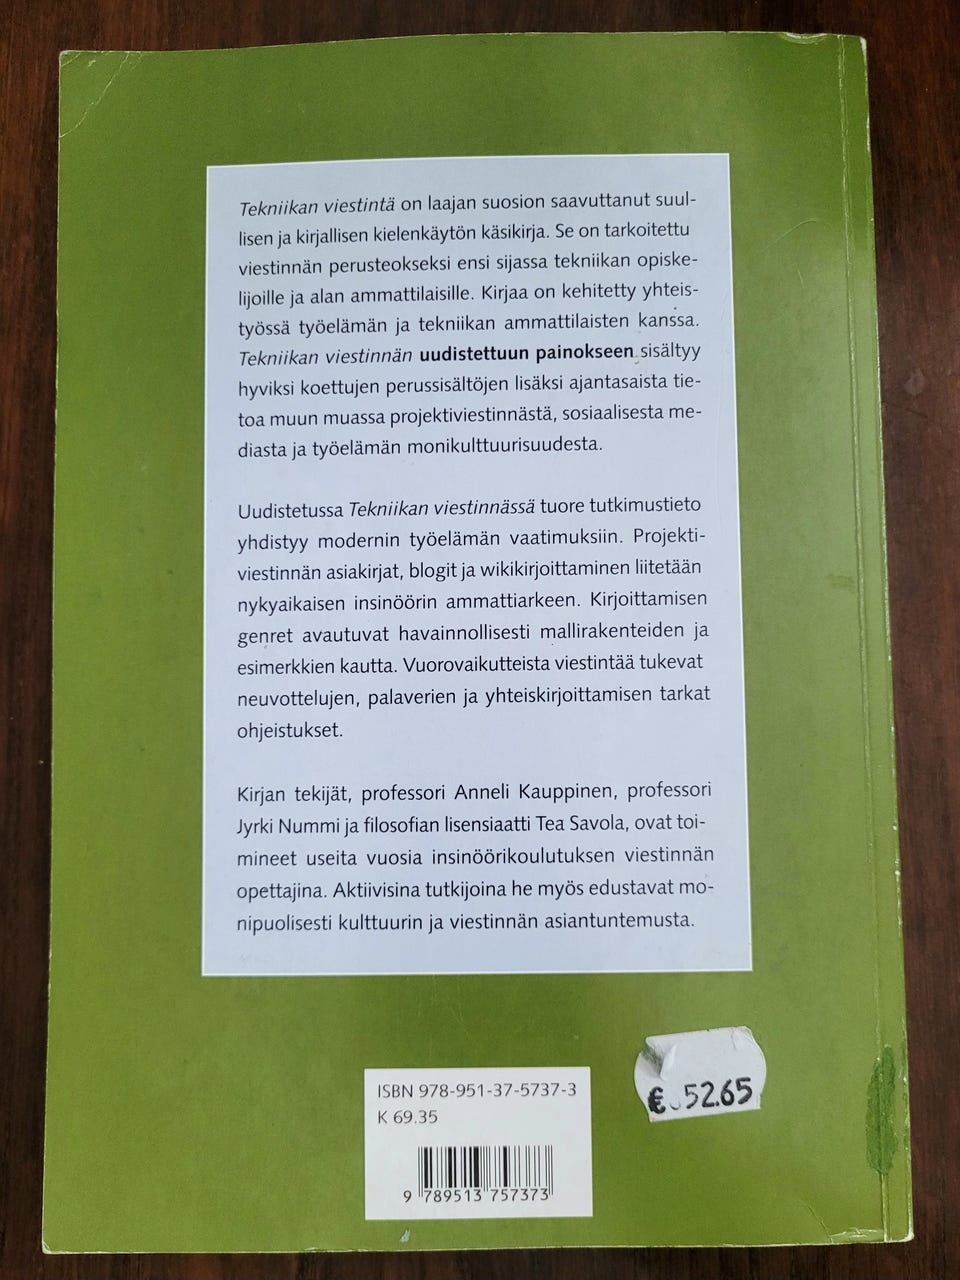 Tekniikan viestintä on laajan suosion saavuttanut suul-
lisen ja kirjallisen kielenkäytön käsikirja. Se on tarkoitettu
viestinnän perusteokseksi ensi sijassa tekniikan opiske-
lijoille ja alan ammattilaisille. Kirjaa on kehitetty yhteis-
työssä työelämän ja tekniikan ammattilaisten kanssa.
Tekniikan viestinnän uudistettuun painokseen sisältyy
hyviksi koettujen perussisältöjen lisäksi ajantasaista tie-
toa muun muassa projektiviestinnästä, sosiaalisesta me-
diasta ja työelämän monikulttuurisuudesta.
Uudistetussa Tekniikan viestinnässä tuore tutkimustieto
yhdistyy modernin työelämän vaatimuksiin. Projekti-
viestinnän asiakirjat, blogit ja wikikirjoittaminen liitetään
nykyaikaisen insinöörin ammattiarkeen. Kirjoittamisen
genret avautuvat havainnollisesti mallirakenteiden ja
esimerkkien kautta. Vuorovaikutteista viestintää tukevat
neuvottelujen, palaverien ja yhteiskirjoittamisen tarkat
ohjeistukset.
Kirjan tekijät, professori Anneli Kauppinen, professori
Jyrki Nummi ja filosofian lisensiaatti Tea Savola, ovat toi-
mineet useita vuosia insinöörikoulutuksen viestinnän
opettajina. Aktiivisina tutkijoina he myös edustavat mo-
nipuolisesti kulttuurin ja viestinnän asiantuntemusta.
ISBN 978-951-37-5737-3
K 69.35
9 789513 757373
€ 52.65